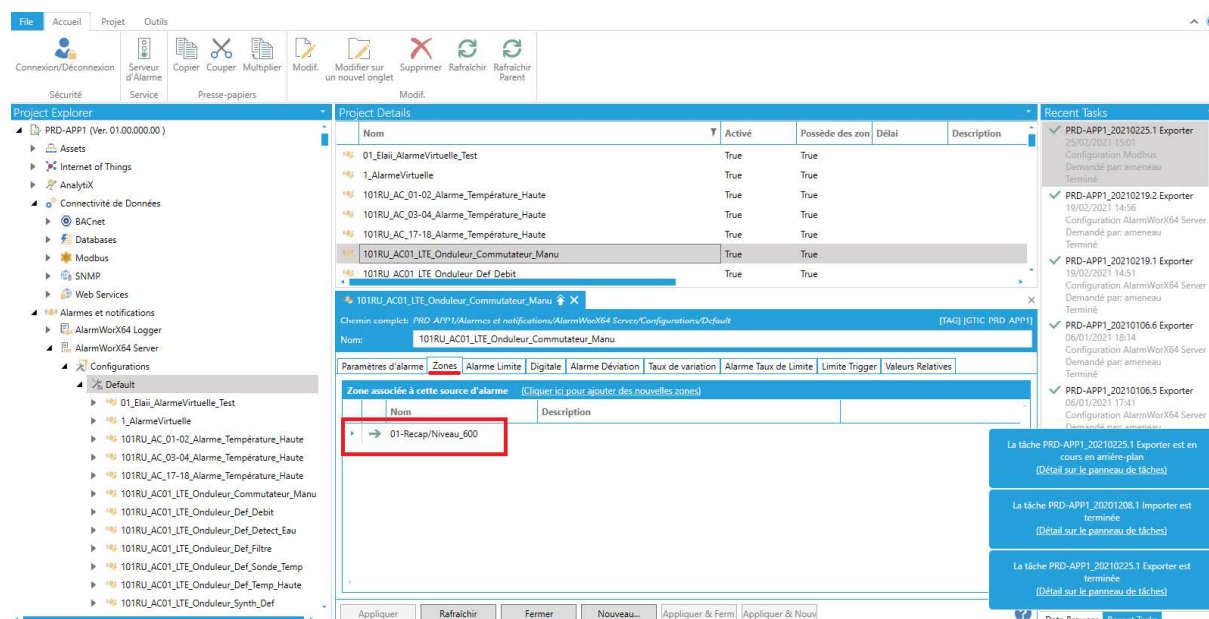 File Accueil Projet Outils
Connexion/Déconnexion
Serveur d'Alarme
Copier Couper Multiplier
Modif.
Modifier sur un nouvel onglet
Supprimer Rafraîchir Rafraîchir Parent
Sécurité Service Presse-papiers Modif.
Project Explorer
PRD-APP1 (Ver. 01.00.000.00 )
Assets
Internet of Things
AnalytiX
Connectivité de Données
BACnet
Databases
Modbus
SNMP
Web Services
Alarmes et notifications
AlarmWorX64 Logger
AlarmWorX64 Server
Configurations
Default
01_Elaii_AlarmeVirtuelle_Test
1_AlarmeVirtuelle
101RU_AC_01-02_Alarme_Température_Haute
101RU_AC_03-04_Alarme_Température_Haute
101RU_AC_17-18_Alarme_Température_Haute
101RU_AC01_LTE_Onduleur_Commutateur_Manu
101RU_AC01_LTE_Onduleur_Def_Debit
101RU_AC01_LTE_Onduleur_Def_Detect_Eau
101RU_AC01_LTE_Onduleur_Def_Filtre
101RU_AC01_LTE_Onduleur_Def_Sonde_Temp
101RU_AC01_LTE_Onduleur_Def_Temp_Haute
101RU_AC01_LTE_Onduleur_Synth_Def
Project Details
Nom Activé Possède des zon Délai Description
01_Elaii_AlarmeVirtuelle_Test True True
1_AlarmeVirtuelle True True
101RU_AC_01-02_Alarme_Température_Haute True True
101RU_AC_03-04_Alarme_Température_Haute True True
101RU_AC_17-18_Alarme_Température_Haute True True
101RU_AC01_LTE_Onduleur_Commutateur_Manu True True
101RU_AC01_LTE_Onduleur_Def_Debit True True
101RU_AC01_LTE_Onduleur_Commutateur_Manu
Chemin complet: PRD-APP1/Alarmes et notifications/AlarmWorX64 Server/Configurations/Default [TAG] [GTIC PRD APP1]
Nom: 101RU_AC01_LTE_Onduleur_Commutateur_Manu
Paramètres d'alarme Zones Alarme Limite Digitale Alarme Déviation Taux de variation Alarme Taux de Limite Limite Trigger Valeurs Relatives
Zone associée à cette source d'alarme (Cliquer ici pour ajouter des nouvelles zones)
Nom Description
01-Recap/Niveau_600
Appliquer Rafraîchir Fermer Nouveau... Appliquer & Ferm Appliquer & Nouv
Recent Tasks
PRD-APP1_20210225.1 Exporter
25/02/2021 15:01
Configuration Modbus
Demandé par: ameneau
Terminé
PRD-APP1_20210219.2 Exporter
19/02/2021 14:56
Configuration AlarmWorX64 Server
Demandé par: ameneau
Terminé
PRD-APP1_20210219.1 Exporter
19/02/2021 14:51
Configuration AlarmWorX64 Server
Demandé par: ameneau
Terminé
PRD-APP1_20210106.6 Exporter
06/01/2021 18:14
Configuration AlarmWorX64 Server
Demandé par: ameneau
Terminé
PRD-APP1_20210106.5 Exporter
06/01/2021 17:41
Configuration AlarmWorX64 Server
Demandé par: ameneau
La tâche PRD-APP1_20210225.1 Exporter est en
cours en arrière-plan
(Détail sur le panneau de tâches)
La tâche PRD-APP1_20201208.1 Importer est
terminée
(Détail sur le panneau de tâches)
La tâche PRD-APP1_20210225.1 Exporter est
terminée
(Détail sur le panneau de tâches)
Data Browser Recent Tasks